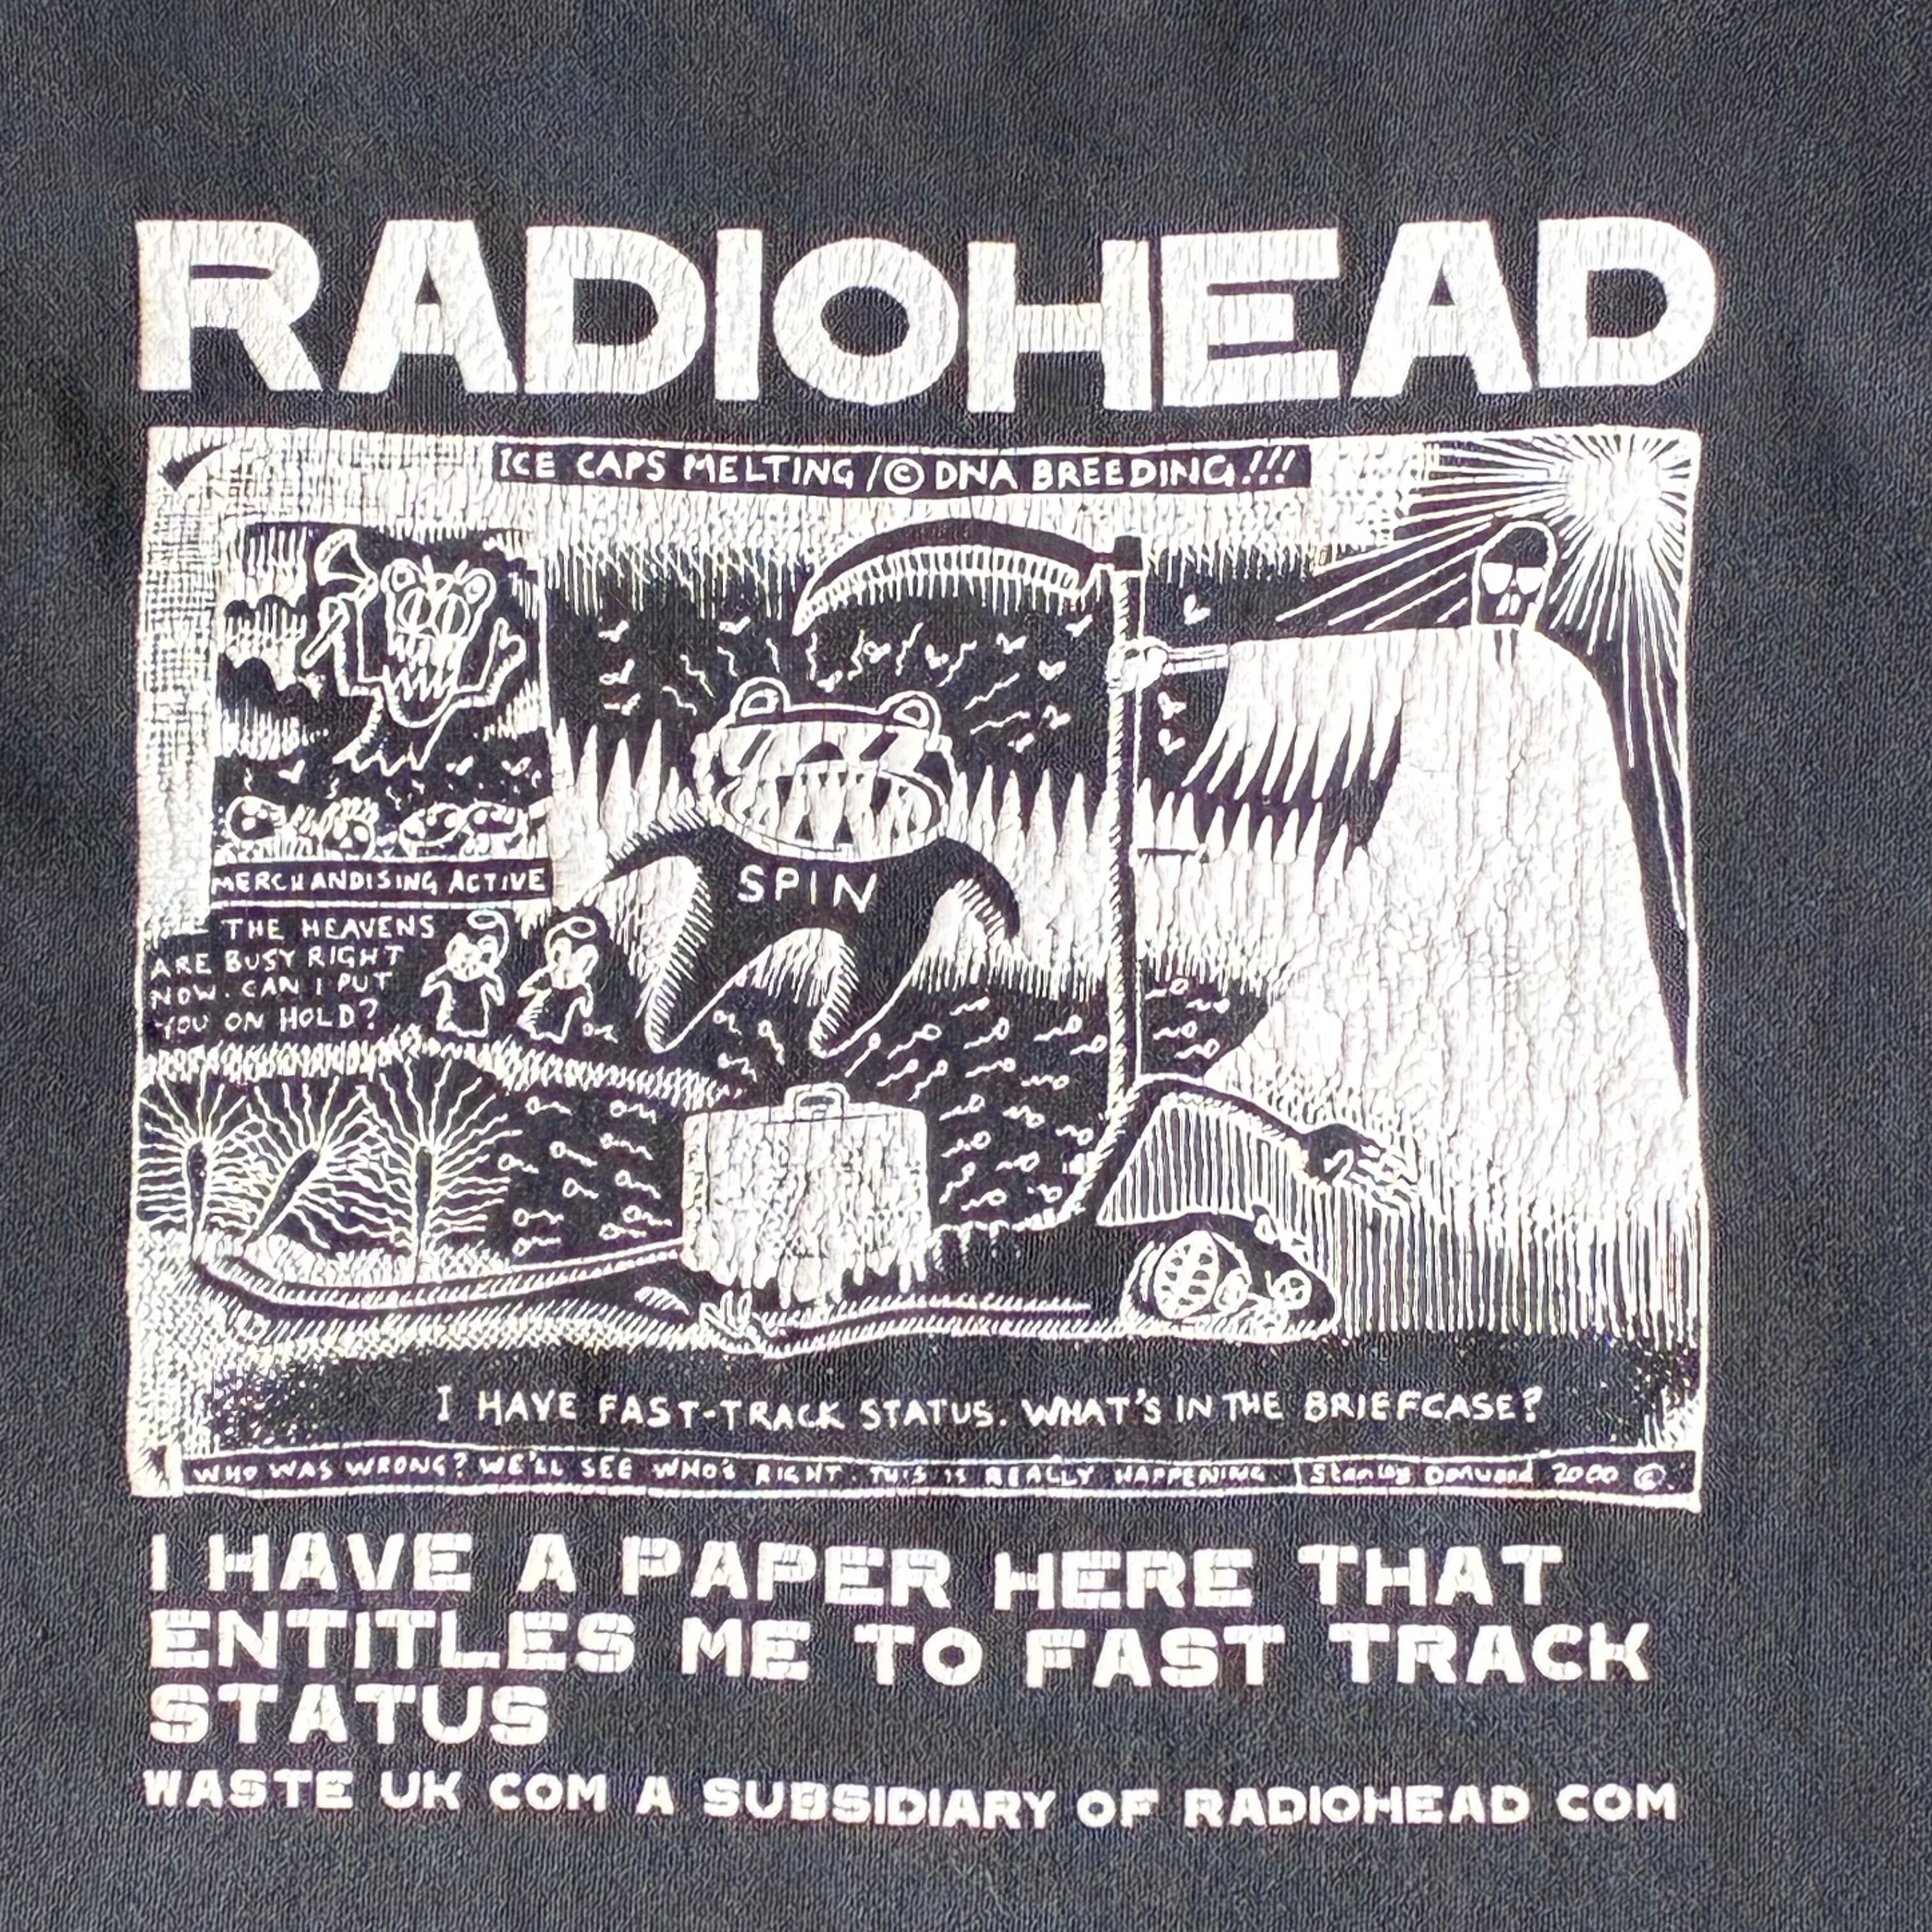 RADIOHEAD
ICE CAPS MELTING /© DNA BREEDING!!!
SPIN
MERCHANDISING ACTIVE
THE HEAVENS
ARE BUSY RIGHT
NOW. CAN I PUT
YOU ON HOLD?
I HAVE FAST-TRACK STATUS. WHAT'S IN THE BRIEFCASE?
WHO WAS WRONG? WE'LL SEE WHO'S RIGHT. THIS IS REALLY HAPPENING. Stanley Donwood 2000 ©
I HAVE A PAPER HERE THAT
ENTITLES ME TO FAST TRACK
STATUS
WASTE UK COM A SUBSIDIARY OF RADIOHEAD COM